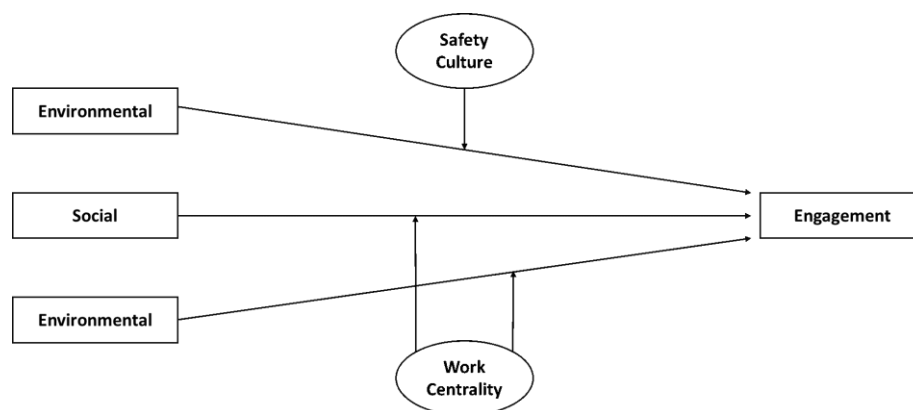 Safety
Culture
Environmental
Social
Engagement
Environmental
Work
Centrality